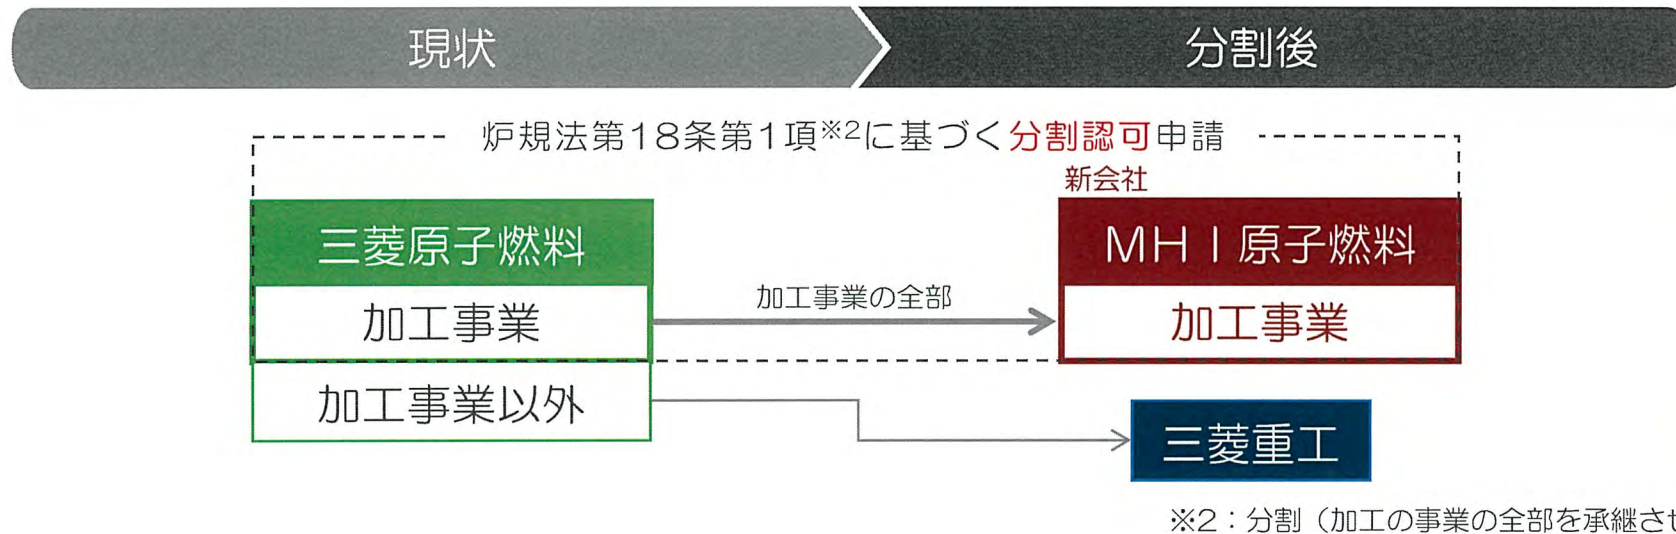 現状
分割後
炉規法第18条第1項※2に基づく分割認可申請
新会社
三菱原子燃料
MHI原子燃料
加工事業
加工事業の全部
加工事業
加工事業以外
三菱重工
※2：分割（加工の事業の全部を承継さ